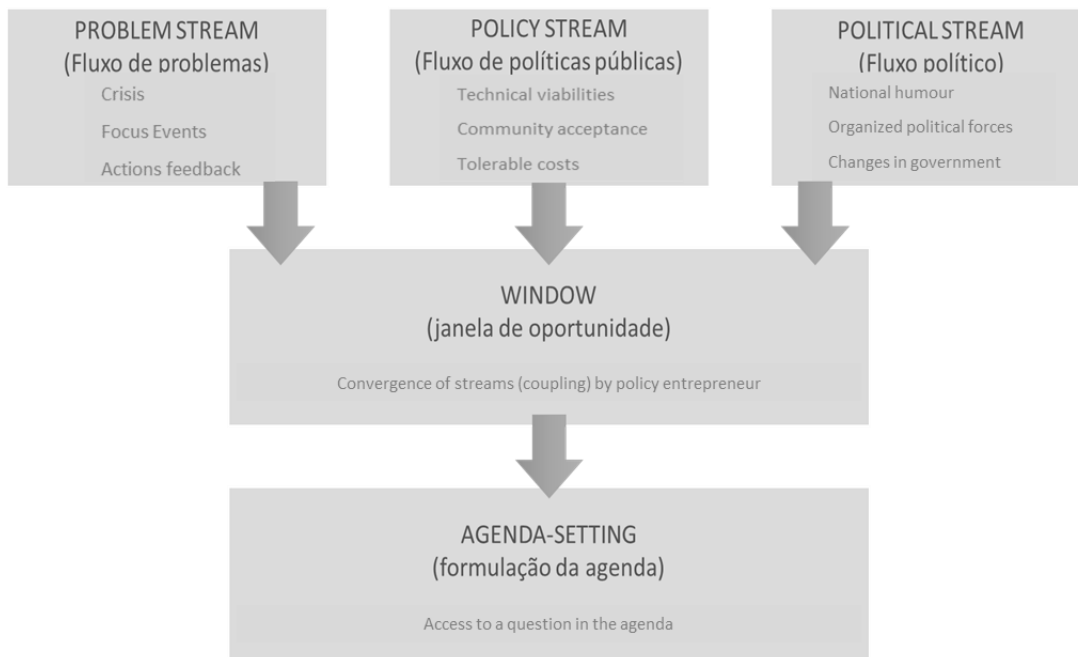 PROBLEM STREAM
(Fluxo de problemas)
Crisis
Focus Events
Actions feedback
POLICY STREAM
(Fluxo de políticas públicas)
Technical viabilities
Community acceptance
Tolerable costs
POLITICAL STREAM
(Fluxo político)
National humour
Organized political forces
Changes in government
WINDOW
(janela de oportunidade)
Convergence of streams (coupling) by policy entrepreneur
AGENDA-SETTING
(formulação da agenda)
Access to a question in the agenda